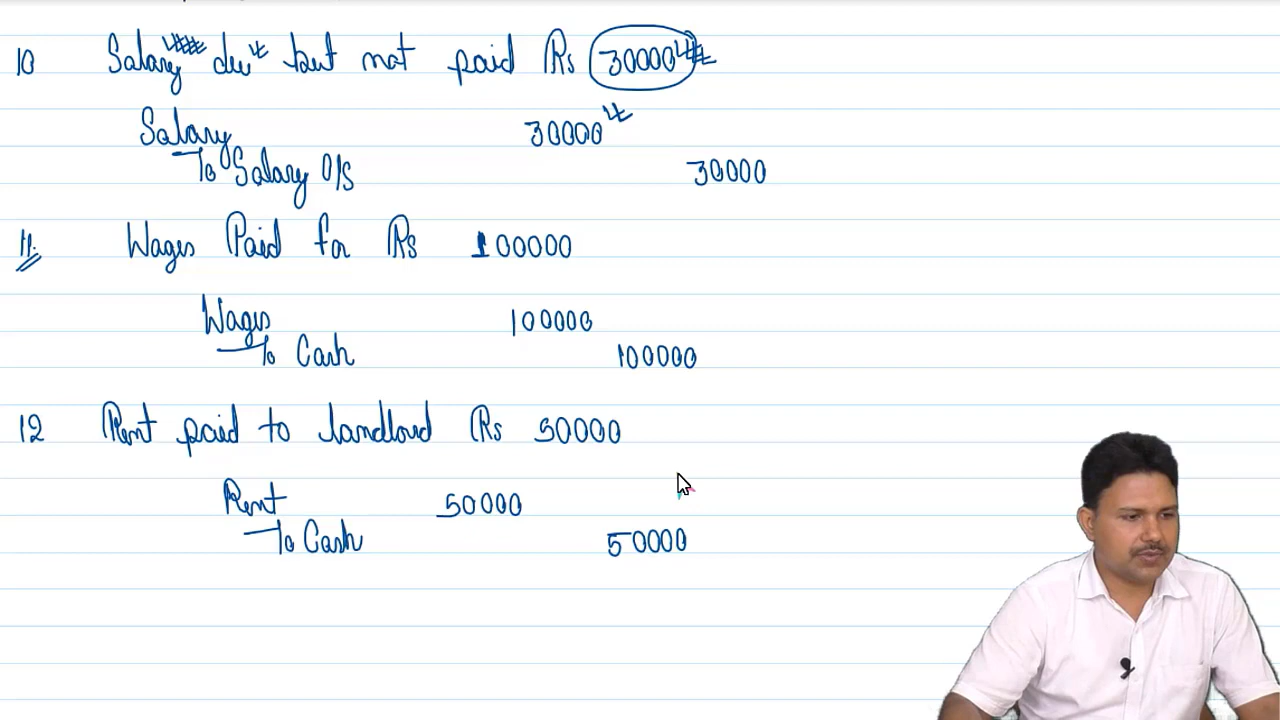 10 Salary due but not paid Rs 30000
Salary 30000
To Salary O/S 30000
11. Wages Paid for Rs 100000
Wages 100000
To Cash 100000
12 Rent paid to landlord Rs 50000
Rent 50000
To Cash 50000